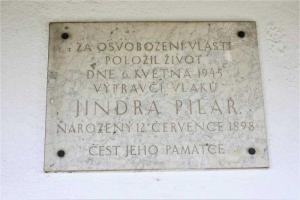 ZA OSVOBOZENÍ VLASTI
POLOŽIL ŽIVOT
DNE 6. KVĚTNA 1945
VÝPRAVČÍ VLAKŮ
JINDRA PILAŘ
NAROZENÝ 12. ČERVENCE 1898
ČEST JEHO PAMÁTCE